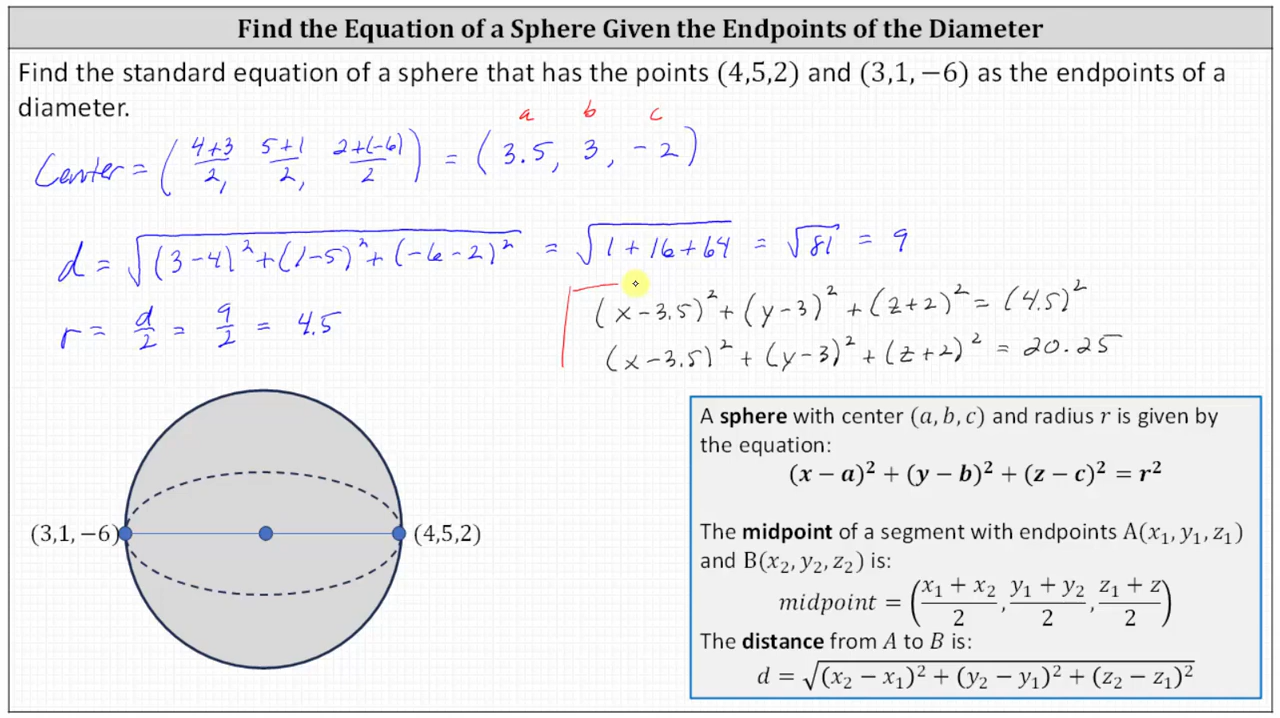 Find the Equation of a Sphere Given the Endpoints of the Diameter
Find the standard equation of a sphere that has the points (4,5,2) and (3,1,−6) as the endpoints of a
diameter.
a b c
Center = ( (4+3)/2, (5+1)/2, (2+(-6))/2 ) = (3.5, 3, -2)
d = √((3-4)² + (1-5)² + (-6-2)²) = √(1+16+64) = √81 = 9
r = d/2 = 9/2 = 4.5
(x-3.5)² + (y-3)² + (z+2)² = (4.5)²
(x-3.5)² + (y-3)² + (z+2)² = 20.25
(3,1,−6)
(4,5,2)
A sphere with center (a, b, c) and radius r is given by
the equation:
(x − a)² + (y − b)² + (z − c)² = r²
The midpoint of a segment with endpoints A(x₁, y₁, z₁)
and B(x₂, y₂, z₂) is:
midpoint = ( (x₁ + x₂)/2, (y₁ + y₂)/2, (z₁ + z)/2 )
The distance from A to B is:
d = √((x₂ − x₁)² + (y₂ − y₁)² + (z₂ − z₁)²)